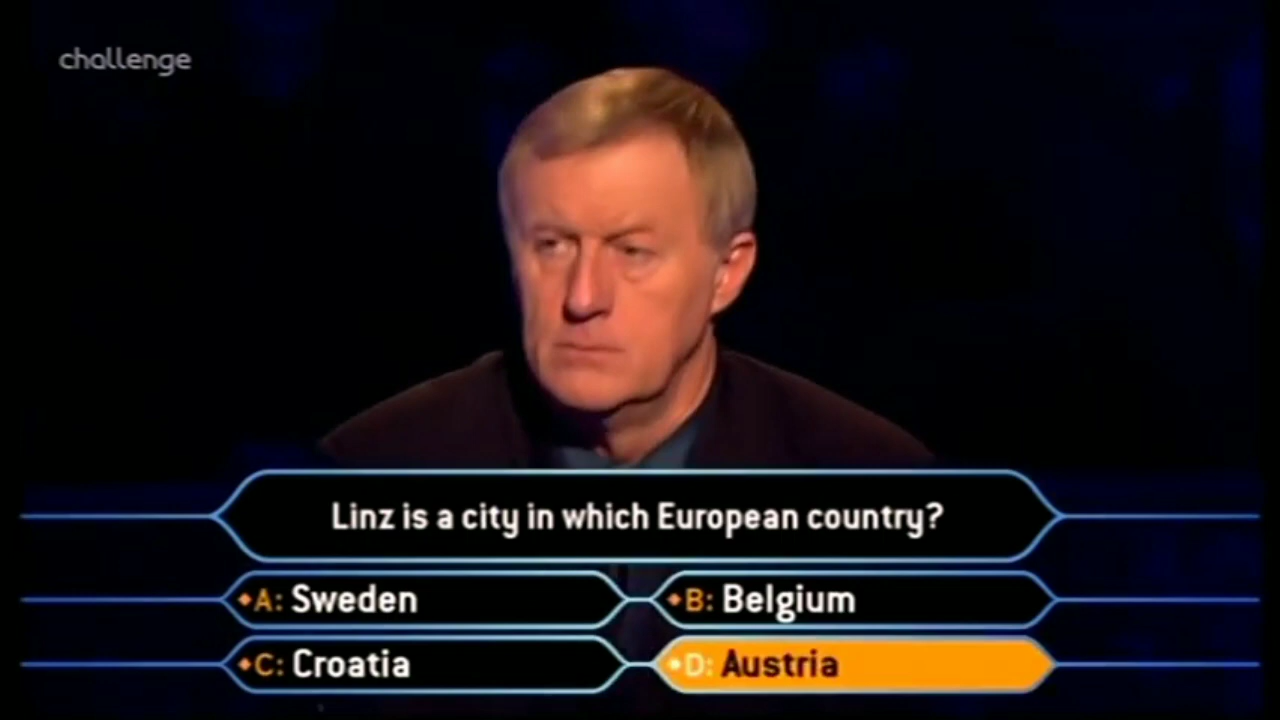 challenge
Linz is a city in which European country?
A: Sweden
B: Belgium
C: Croatia
D: Austria